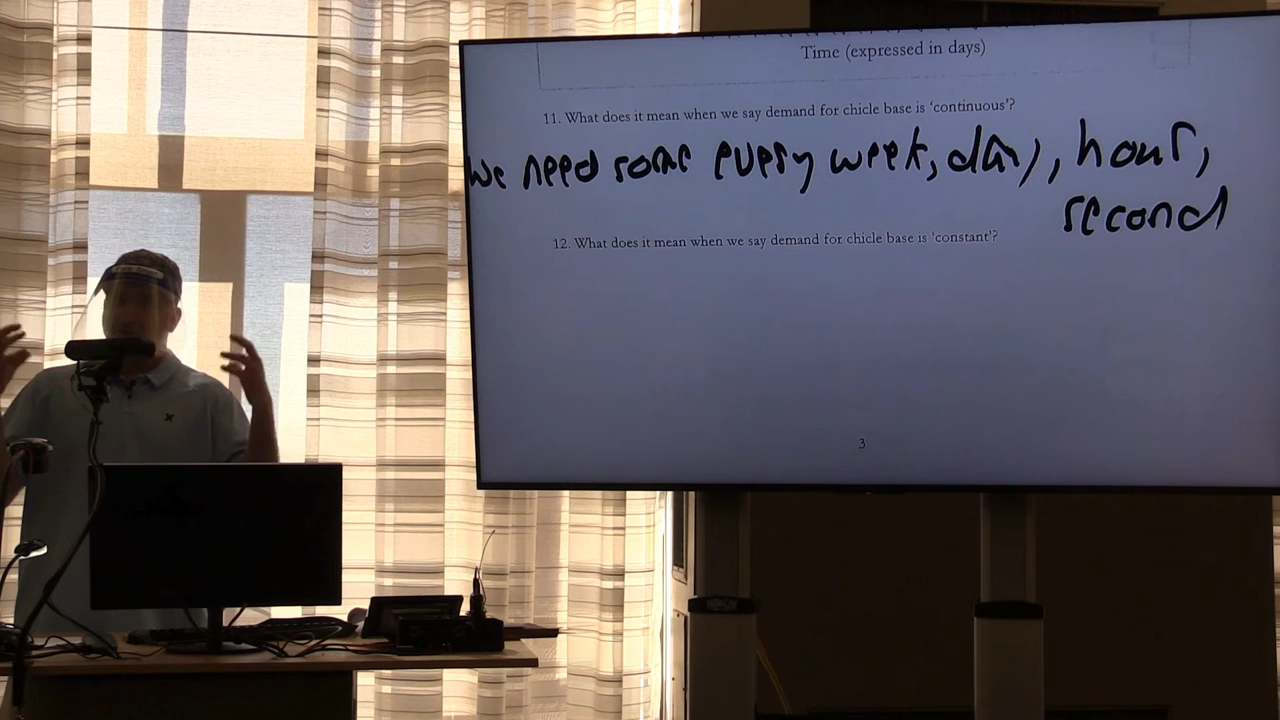 Time (expressed in days)
11. What does it mean when we say demand for chicle base is 'continuous'?
we need some every week, day, hour,
second
12. What does it mean when we say demand for chicle base is 'constant'?
3